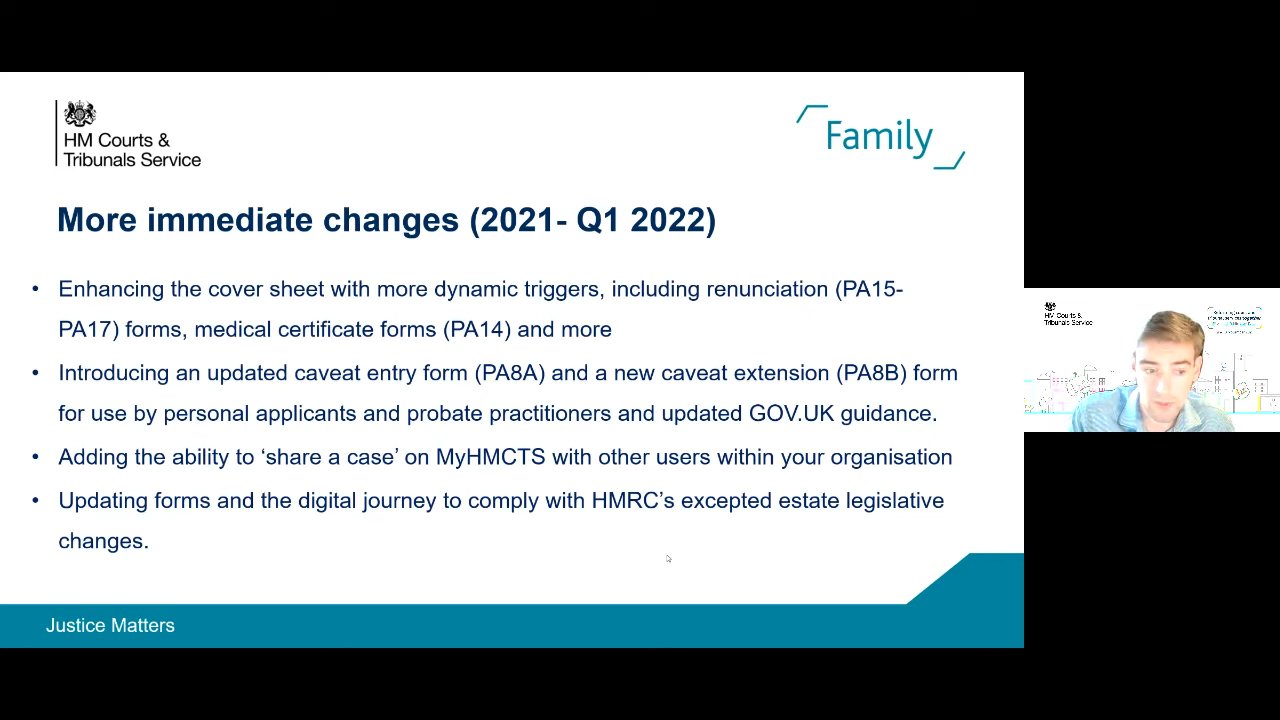 HM Courts &
Tribunals Service
Family
More immediate changes (2021- Q1 2022)
• Enhancing the cover sheet with more dynamic triggers, including renunciation (PA15-
PA17) forms, medical certificate forms (PA14) and more
• Introducing an updated caveat entry form (PA8A) and a new caveat extension (PA8B) form
for use by personal applicants and probate practitioners and updated GOV.UK guidance.
• Adding the ability to ‘share a case’ on MyHMCTS with other users within your organisation
• Updating forms and the digital journey to comply with HMRC’s excepted estate legislative
changes.
Justice Matters
HM Courts &
Tribunals Service